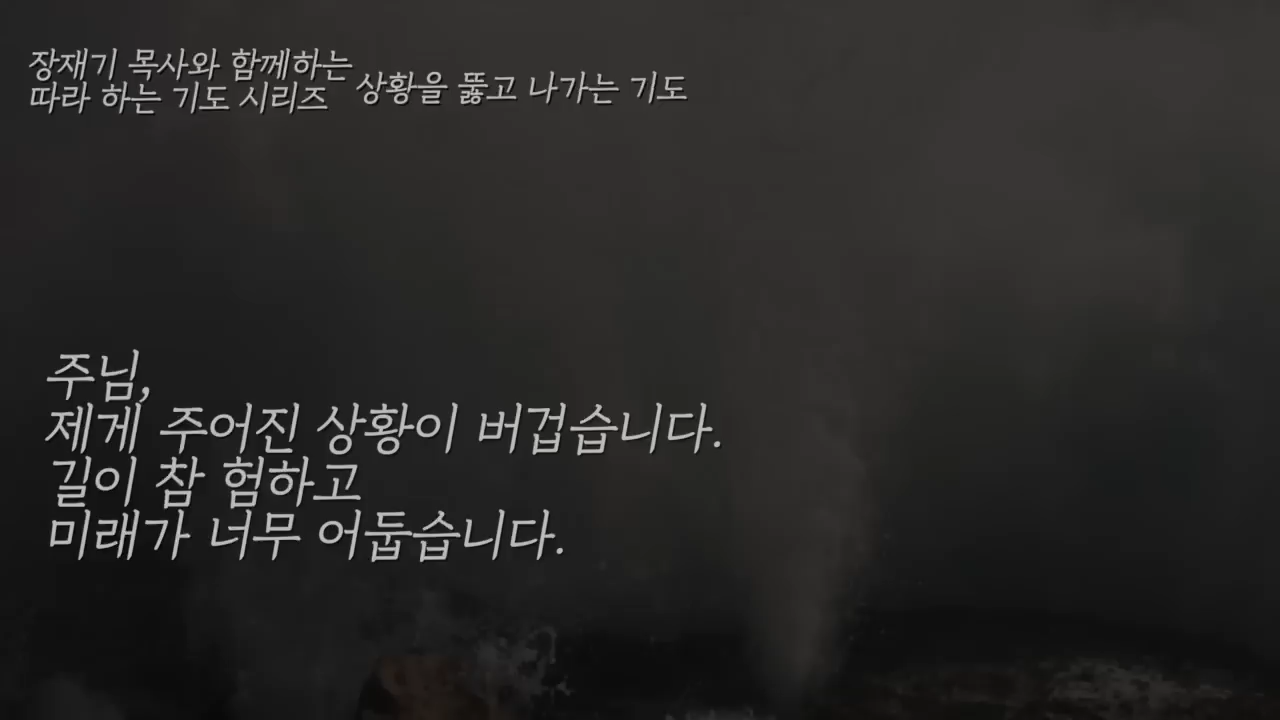 장재기 목사와 함께하는
따라 하는 기도 시리즈
상황을 뚫고 나가는 기도
주님,
제게 주어진 상황이 버겁습니다.
길이 참 험하고
미래가 너무 어둡습니다.